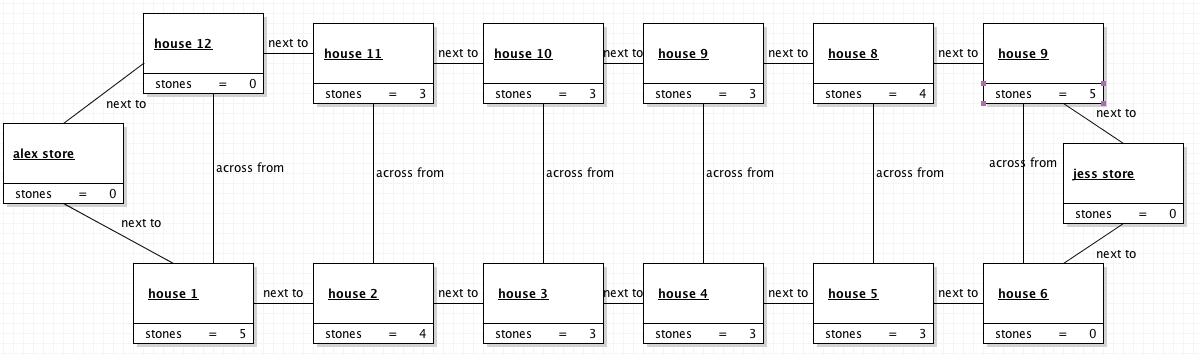 house 12
stones = 0
next to
house 11
stones = 3
next to
house 10
stones = 3
next to
house 9
stones = 3
next to
house 8
stones = 4
next to
house 9
stones = 5
next to
next to
alex store
stones = 0
across from
across from
across from
across from
across from
across from
jess store
stones = 0
next to
next to
house 1
stones = 5
next to
house 2
stones = 4
next to
house 3
stones = 3
next to
house 4
stones = 3
next to
house 5
stones = 3
next to
house 6
stones = 0